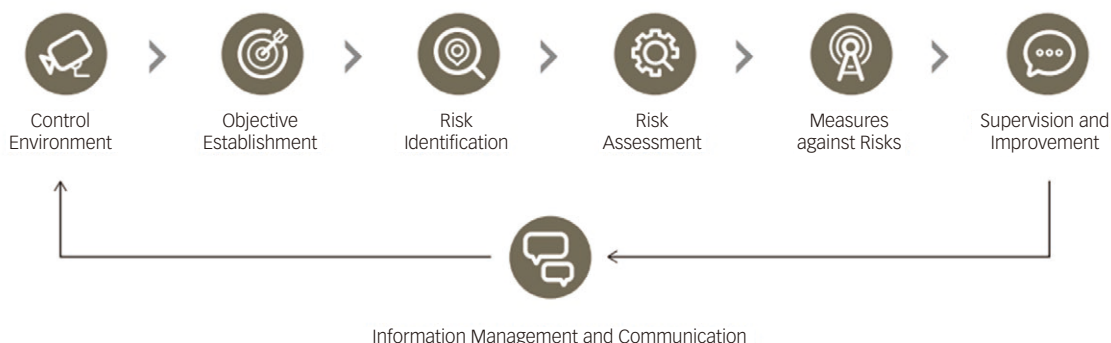 Control
Environment
Objective
Establishment
Risk
Identification
Risk
Assessment
Measures
against Risks
Supervision and
Improvement
Information Management and Communication